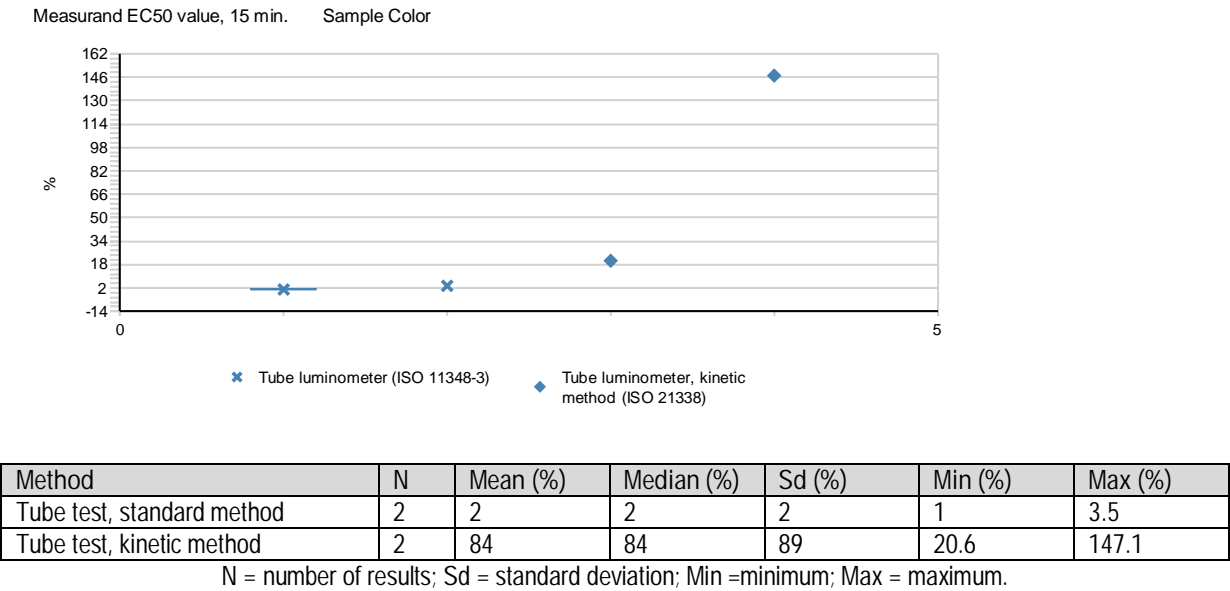 Measurand EC50 value, 15 min. Sample Color
162
146
130
114
98
82
66
50
34
18
2
-14
%
0 5
Tube luminometer (ISO 11348-3)
Tube luminometer, kinetic
method (ISO 21338)
Method N Mean (%) Median (%) Sd (%) Min (%) Max (%)
Tube test, standard method 2 2 2 2 1 3.5
Tube test, kinetic method 2 84 84 89 20.6 147.1
N = number of results; Sd = standard deviation; Min =minimum; Max = maximum.